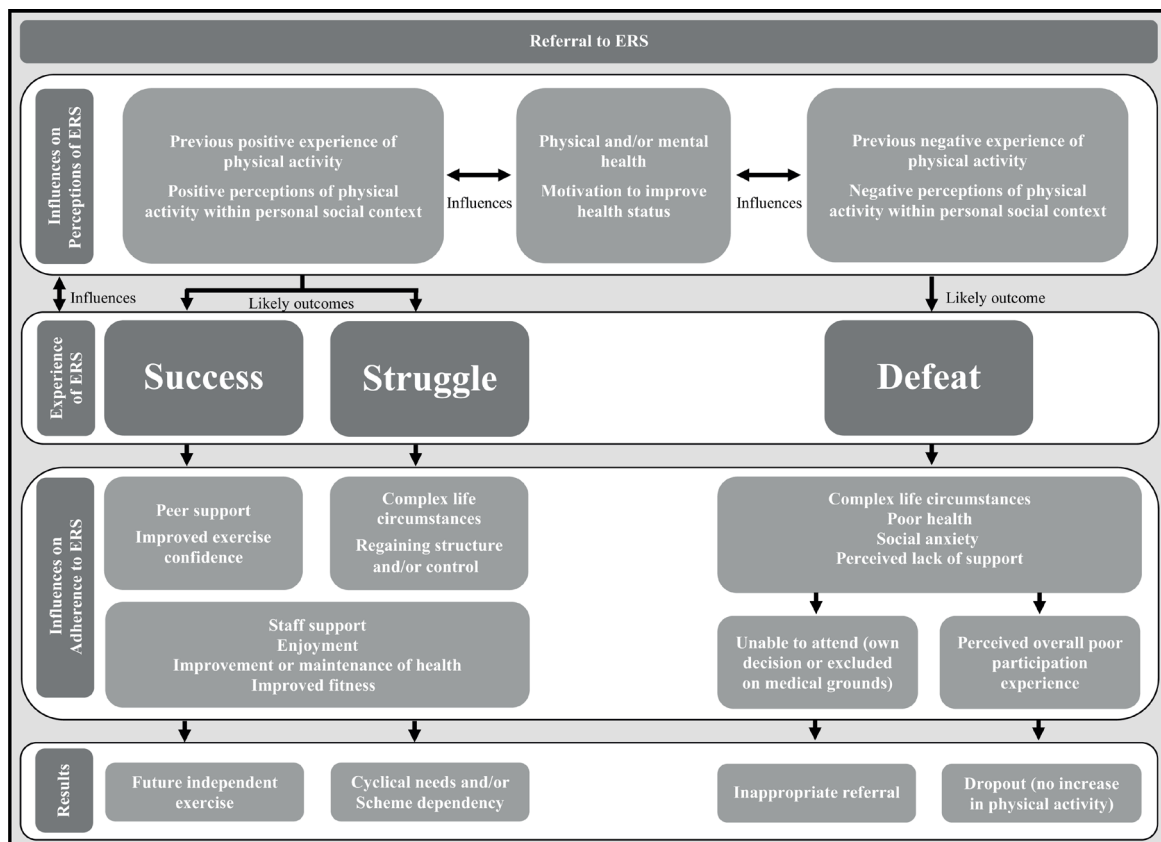 Referral to ERS
Influences on
Perceptions of ERS
Previous positive experience of
physical activity
Positive perceptions of physical
activity within personal social context
Influences
Physical and/or mental
health
Motivation to improve
health status
Influences
Previous negative experience of
physical activity
Negative perceptions of physical
activity within personal social context
Influences
Likely outcomes
Likely outcome
Experience
of ERS
Success
Struggle
Defeat
Influences on
Adherence to ERS
Peer support
Improved exercise
confidence
Complex life
circumstances
Regaining structure
and/or control
Staff support
Enjoyment
Improvement or maintenance of health
Improved fitness
Complex life circumstances
Poor health
Social anxiety
Perceived lack of support
Unable to attend (own
decision or excluded
on medical grounds)
Perceived overall poor
participation
experience
Results
Future independent
exercise
Cyclical needs and/or
Scheme dependency
Inappropriate referral
Dropout (no increase
in physical activity)